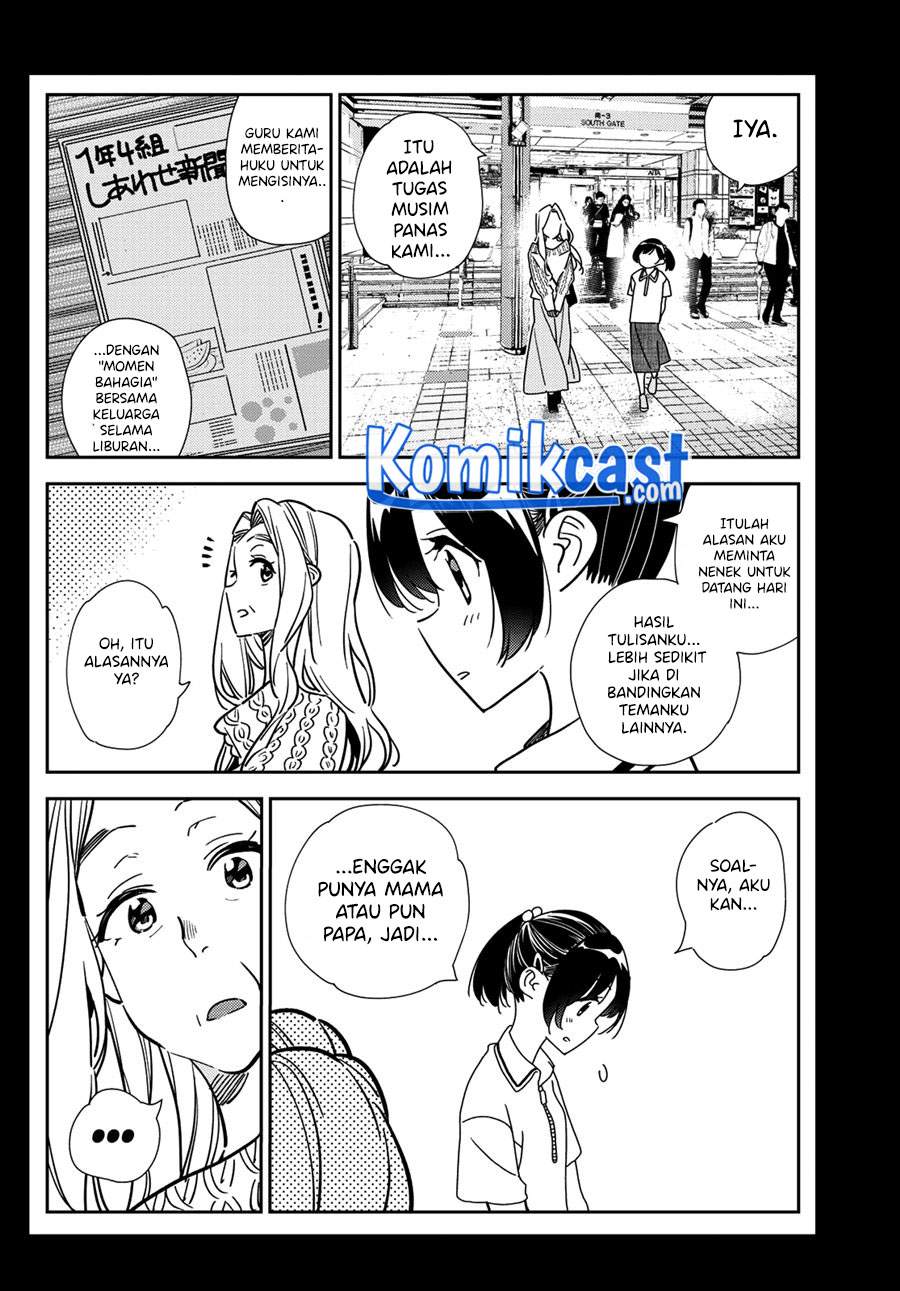 IYA.
ITU
ADALAH
TUGAS
MUSIM
PANAS
KAMI...
南-3
SOUTH GATE
GURU KAMI
MEMBERITA-
HUKU UNTUK
MENGISINYA..
.
1年4組
しあわせ新聞
...DENGAN
"MOMEN
BAHAGIA"
BERSAMA
KELUARGA
SELAMA
LIBURAN...
Komikcast
.com
ITULAH
ALASAN AKU
MEMINTA
NENEK UNTUK
DATANG HARI
INI...
HASIL
TULISANKU...
LEBIH SEDIKIT
JIKA DI
BANDINGKAN
TEMANKU
LAINNYA.
OH, ITU
ALASANNYA
YA?
SOAL-
NYA, AKU
KAN...
...ENGGAK
PUNYA MAMA
ATAU PUN
PAPA, JADI...
...